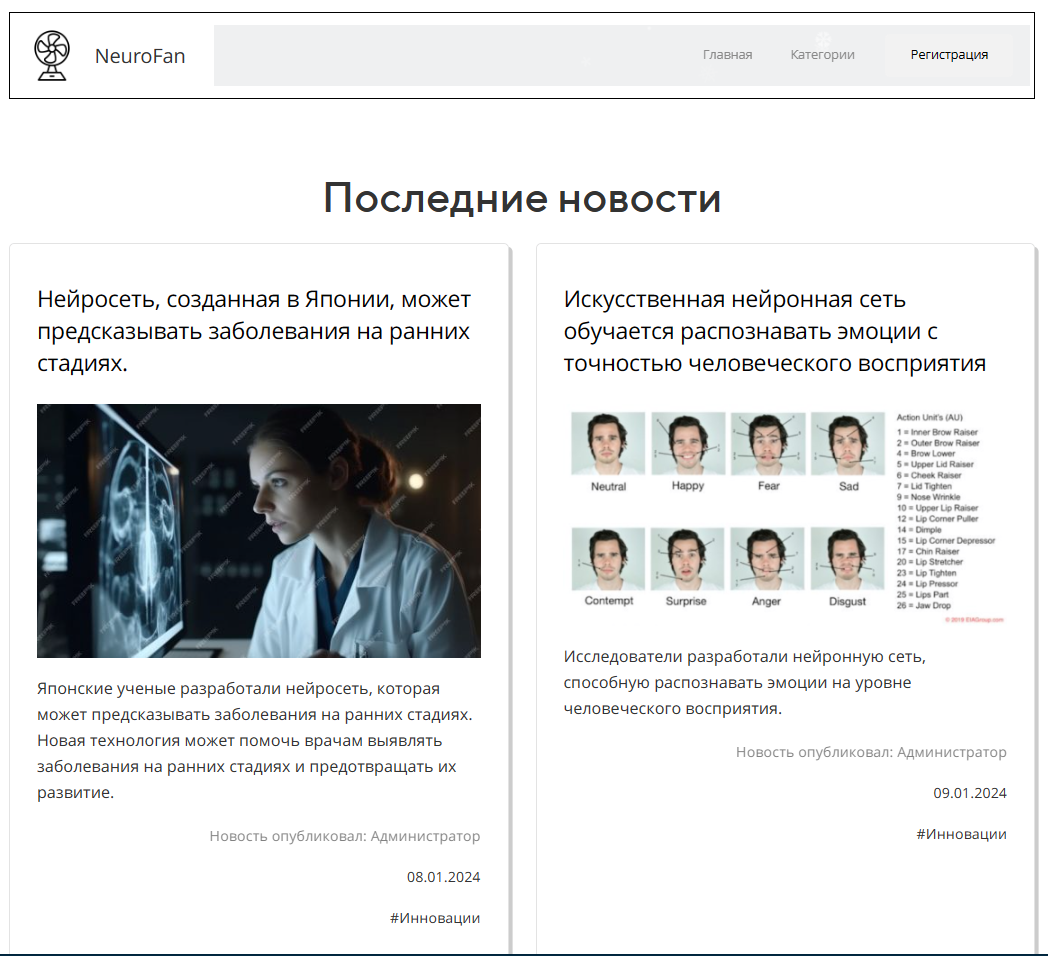 NeuroFan
Главная
Категории
Регистрация
Последние новости
Нейросеть, созданная в Японии, может
предсказывать заболевания на ранних
стадиях.
FREEPIK
Японские ученые разработали нейросеть, которая
может предсказывать заболевания на ранних стадиях.
Новая технология может помочь врачам выявлять
заболевания на ранних стадиях и предотвращать их
развитие.
Новость опубликовал: Администратор
08.01.2024
#Инновации
Искусственная нейронная сеть
обучается распознавать эмоции с
точностью человеческого восприятия
Neutral
Happy
Fear
Sad
Contempt
Surprise
Anger
Disgust
Action Unit's (AU)
1 = Inner Brow Raiser
2 = Outer Brow Raiser
4 = Brow Lower
5 = Upper Lid Raiser
6 = Cheek Raiser
7 = Lid Tighten
9 = Nose Wrinkle
10 = Upper Lip Raiser
12 = Lip Corner Puller
14 = Dimple
15 = Lip Corner Depressor
17 = Chin Raiser
20 = Lip Stretcher
23 = Lip Tighten
24 = Lip Pressor
25 = Lips Part
26 = Jaw Drop
Исследователи разработали нейронную сеть,
способную распознавать эмоции на уровне
человеческого восприятия.
Новость опубликовал: Администратор
09.01.2024
#Инновации